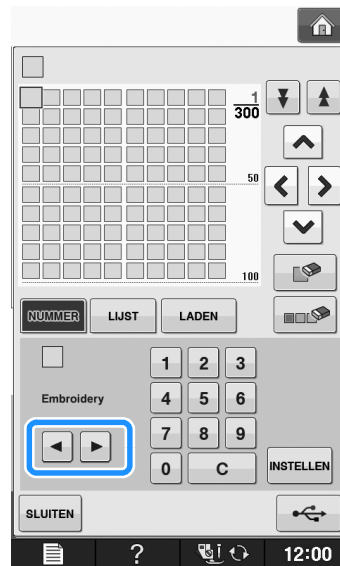 1
300
50
100
NUMMER LIJST LADEN
1 2 3
Embroidery 4 5 6
7 8 9
0 C INSTELLEN
SLUITEN
? 12:00